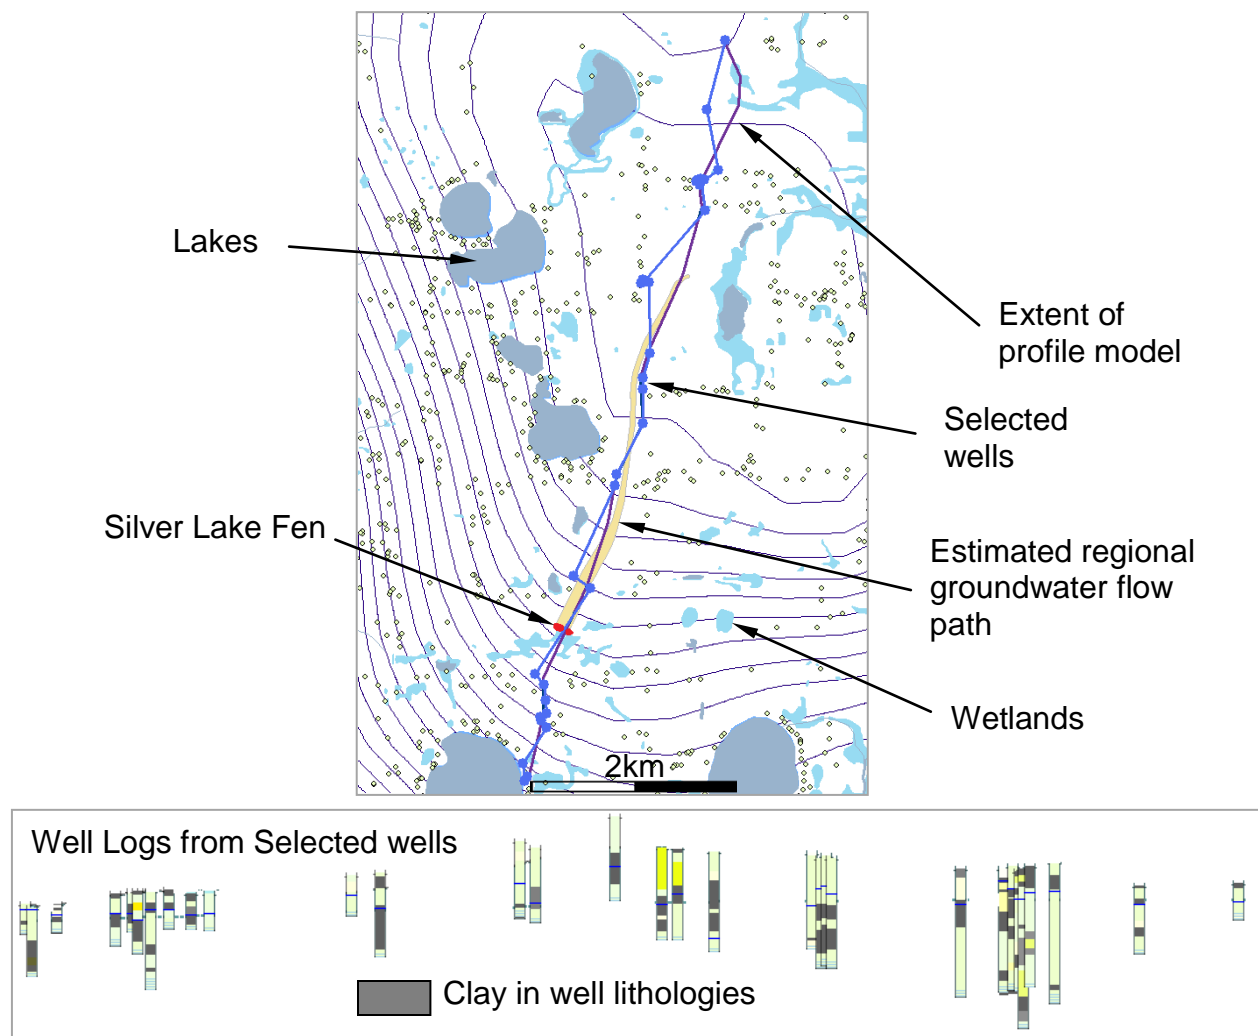 Lakes
Extent of
profile model
Selected
wells
Silver Lake Fen
Estimated regional
groundwater flow
path
Wetlands
2km
Well Logs from Selected wells
Clay in well lithologies